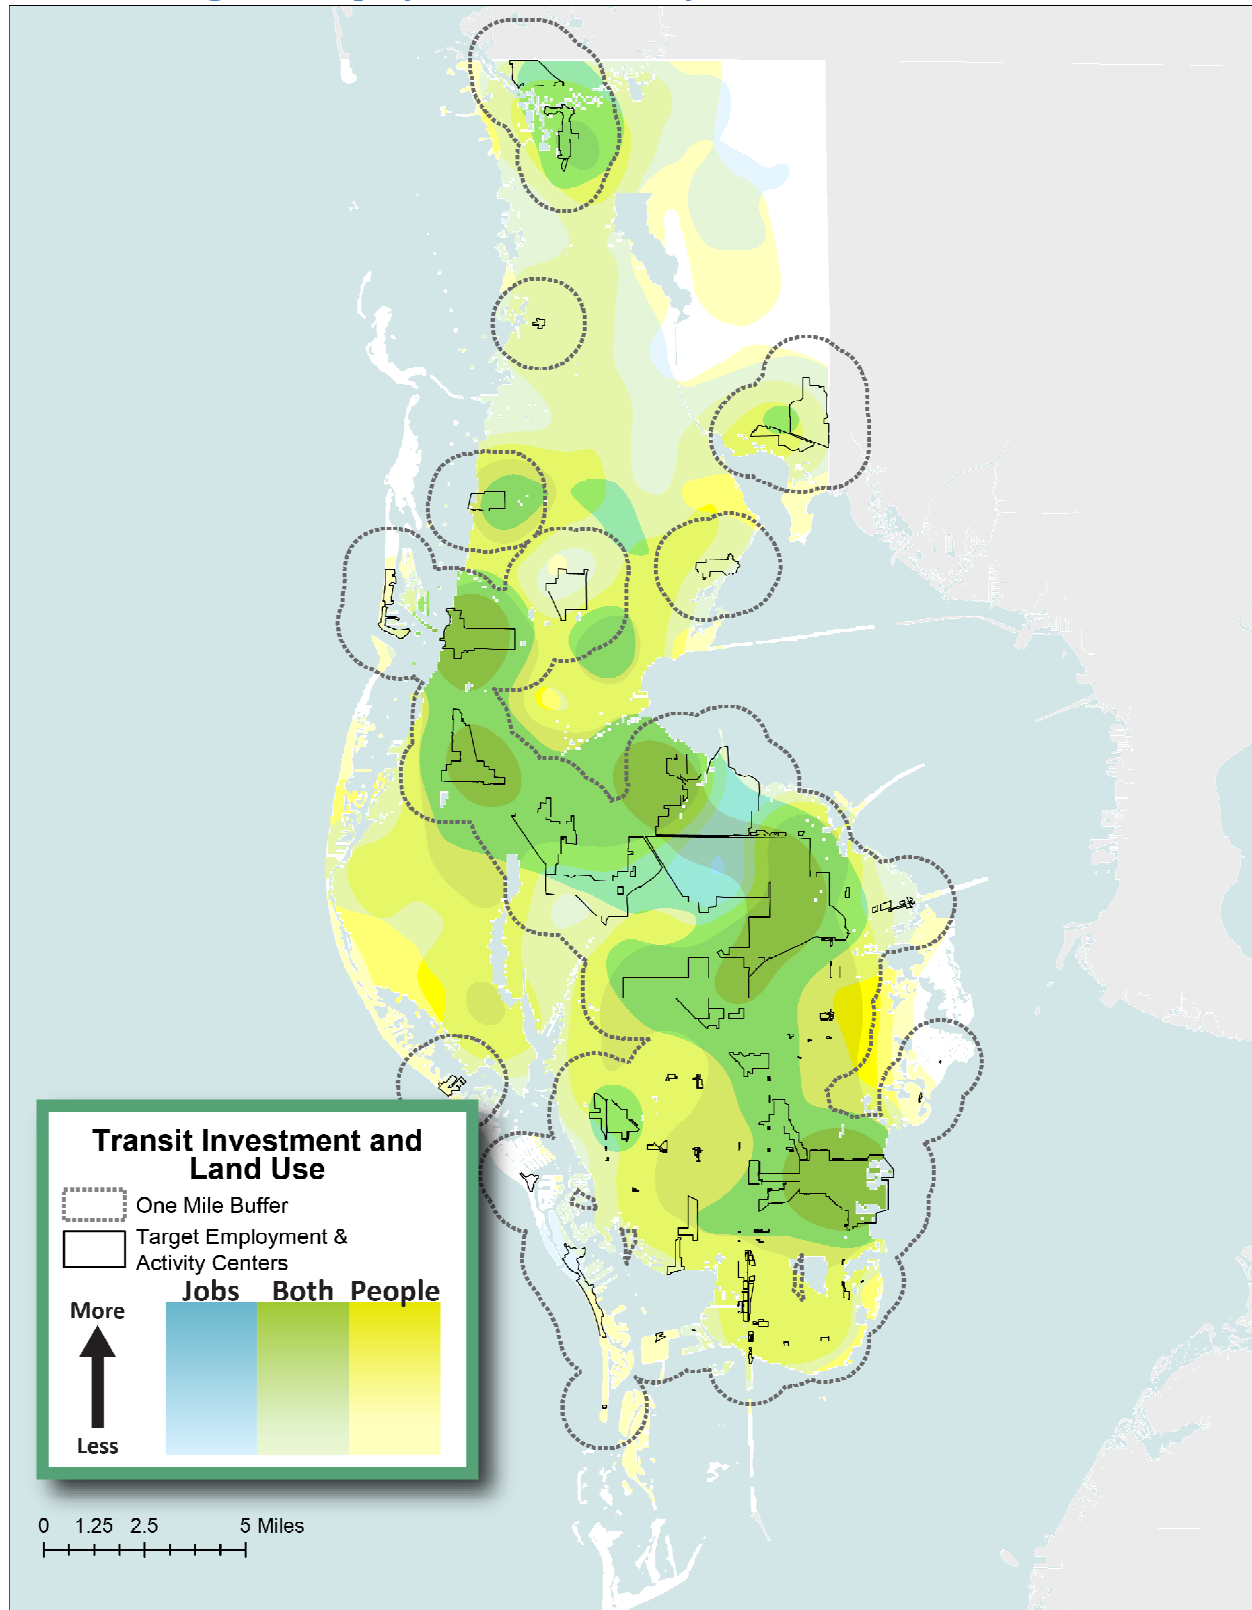 Transit Investment and
Land Use
One Mile Buffer
Target Employment &
Activity Centers
Jobs Both People
More
Less
0 1.25 2.5 5 Miles